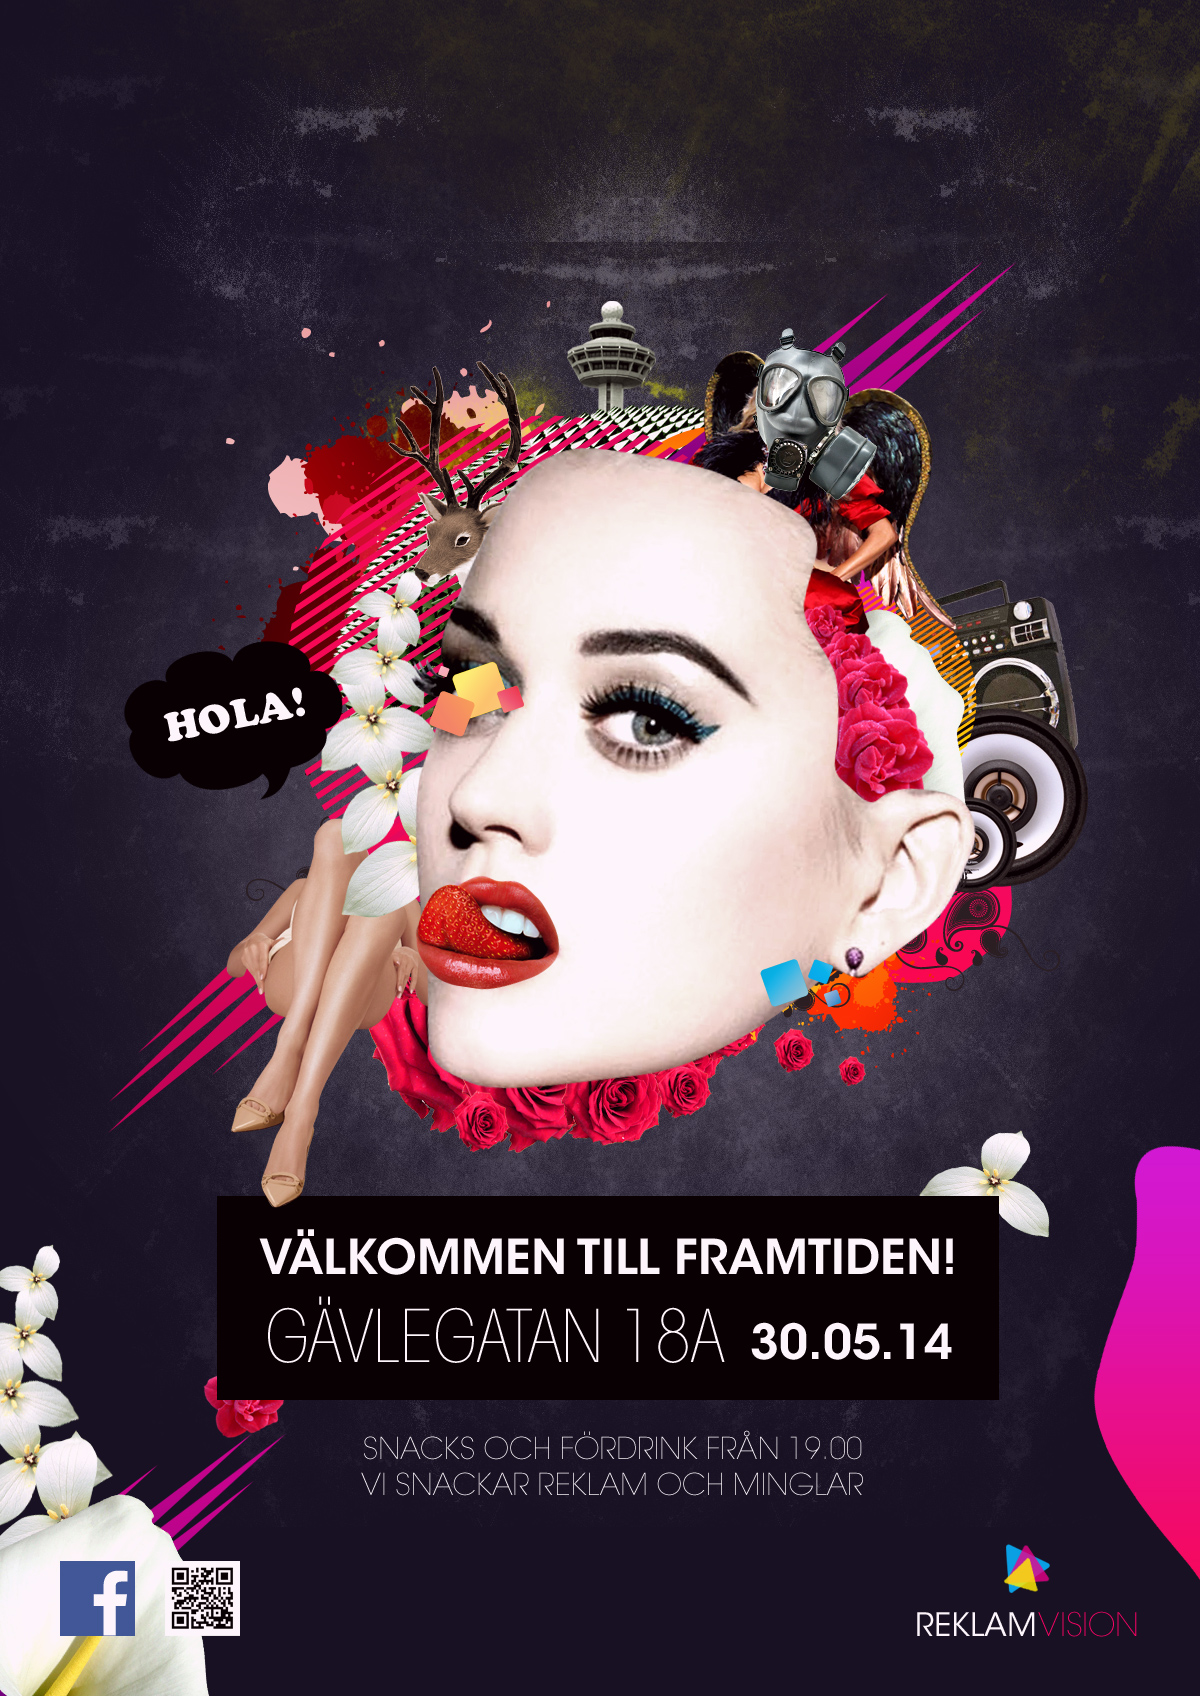 HOLA!
VÄLKOMMEN TILL FRAMTIDEN!
GÄVLEGATAN 18A 30.05.14
SNACKS OCH FÖRDRINK FRÅN 19.00
VI SNACKAR REKLAM OCH MINGLAR
f
REKLAMVISION